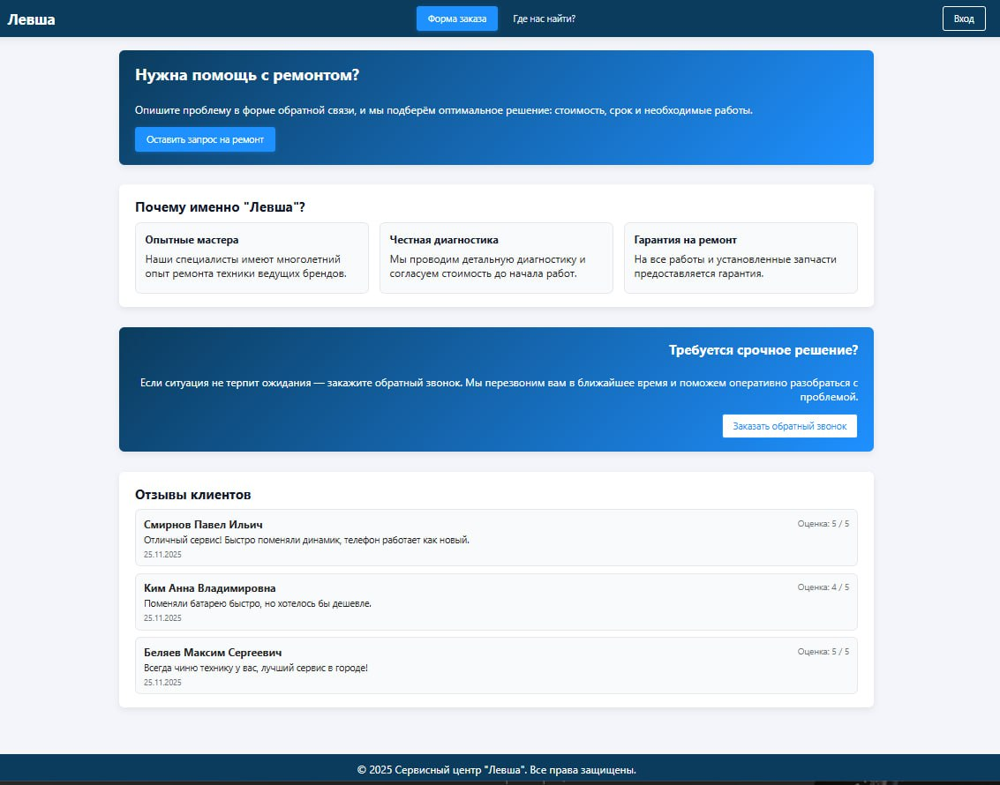 Левша
Форма заказа
Где нас найти?
Вход
Нужна помощь с ремонтом?
Опишите проблему в форме обратной связи, и мы подберём оптимальное решение: стоимость, срок и необходимые работы.
Оставить запрос на ремонт
Почему именно "Левша"?
Опытные мастера
Наши специалисты имеют многолетний
опыт ремонта техники ведущих брендов.
Честная диагностика
Мы проводим детальную диагностику и
согласуем стоимость до начала работ.
Гарантия на ремонт
На все работы и установленные запчасти
предоставляется гарантия.
Требуется срочное решение?
Если ситуация не терпит ожидания — закажите обратный звонок. Мы перезвоним вам в ближайшее время и поможем оперативно разобраться с
проблемой.
Заказать обратный звонок
Отзывы клиентов
Смирнов Павел Ильич
Оценка: 5 / 5
Отличный сервис! Быстро поменяли динамик, телефон работает как новый.
25.11.2025
Ким Анна Владимировна
Оценка: 4 / 5
Поменяли батарею быстро, но хотелось бы дешевле.
25.11.2025
Беляев Максим Сергеевич
Оценка: 5 / 5
Всегда чиню технику у вас, лучший сервис в городе!
25.11.2025
© 2025 Сервисный центр "Левша". Все права защищены.